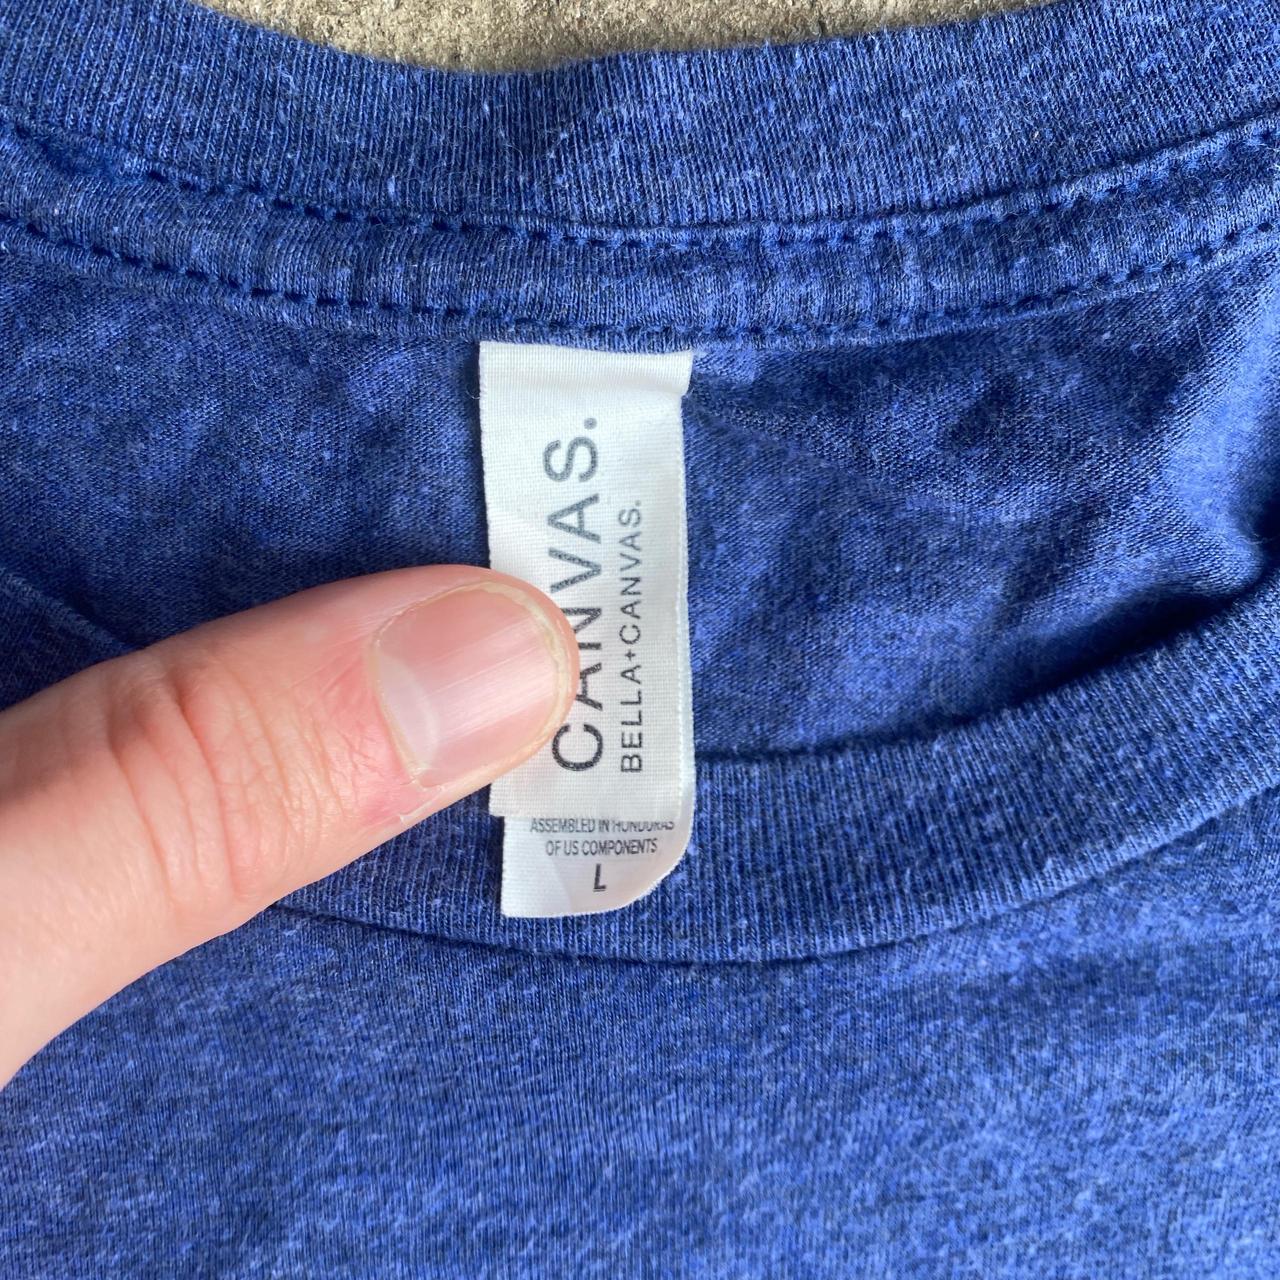 CANVAS.
BELLA+CANVAS.
ASSEMBLED IN HONDURAS
OF US COMPONENTS
L